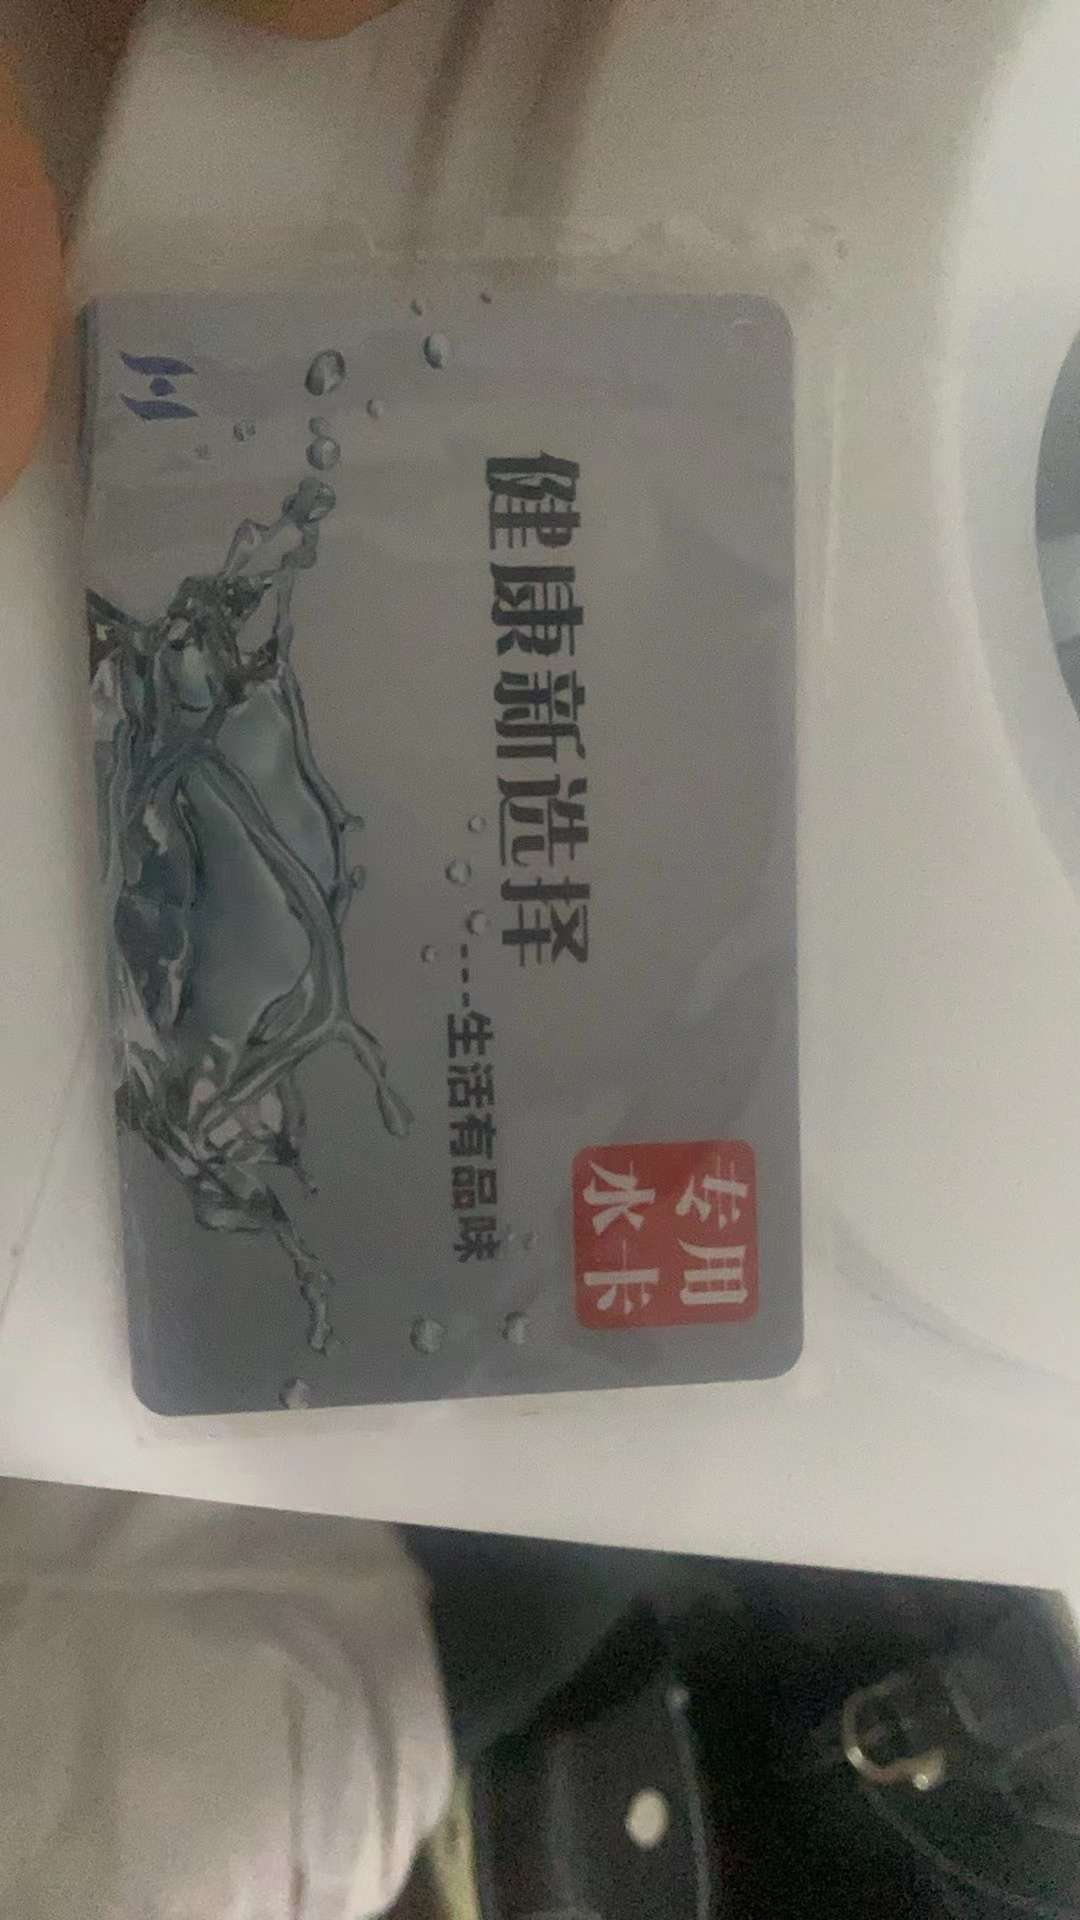 健康新选择
---生活有品味
专用
水卡